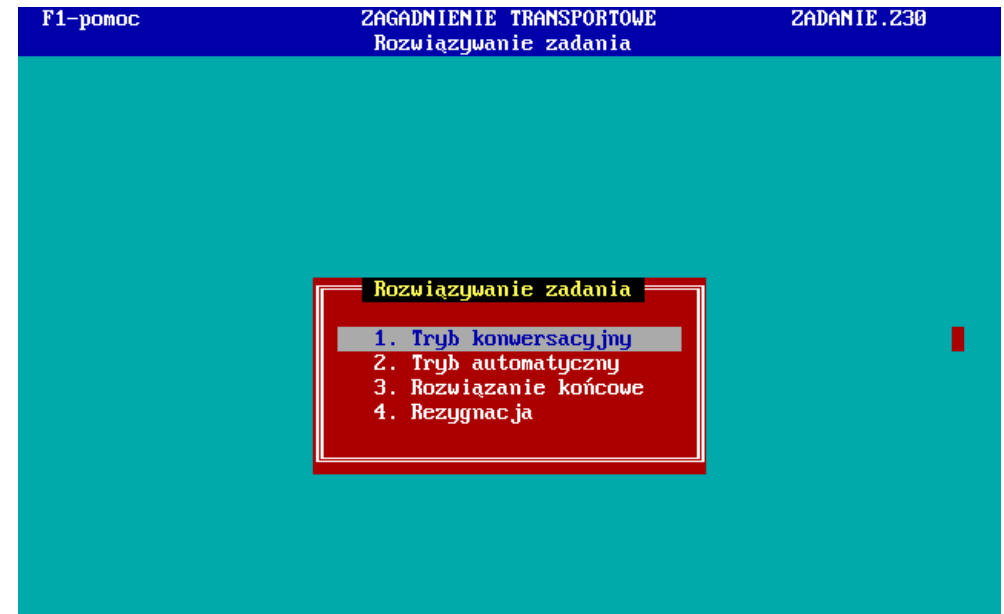 F1-pomoc ZAGADNIENIE TRANSPORTOWE ZADANIE.Z30
Rozwiązywanie zadania
Rozwiązywanie zadania
1. Tryb konwersacyjny
2. Tryb automatyczny
3. Rozwiązanie końcowe
4. Rezygnacja